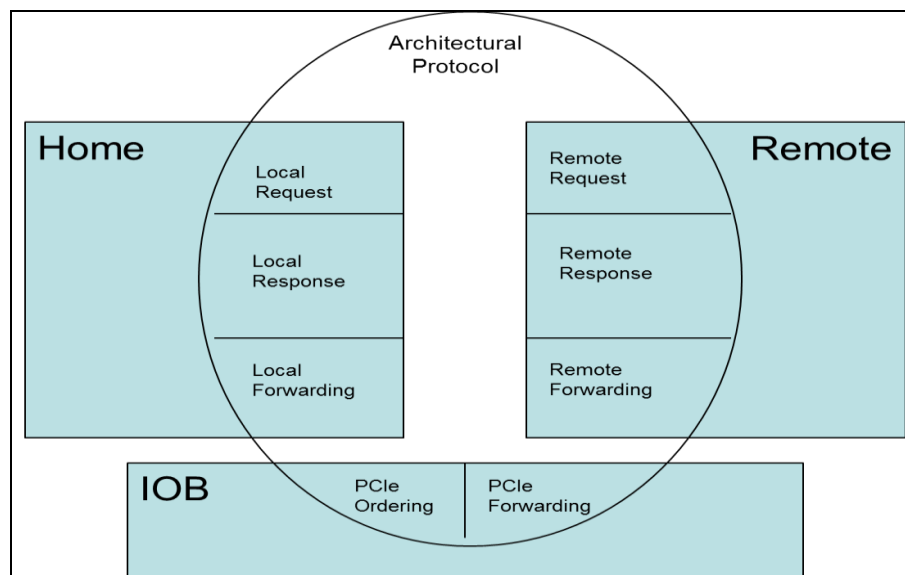 Architectural
Protocol
Home
Local
Request
Local
Response
Local
Forwarding
Remote
Remote
Request
Remote
Response
Remote
Forwarding
IOB
PCIe
Ordering
PCIe
Forwarding